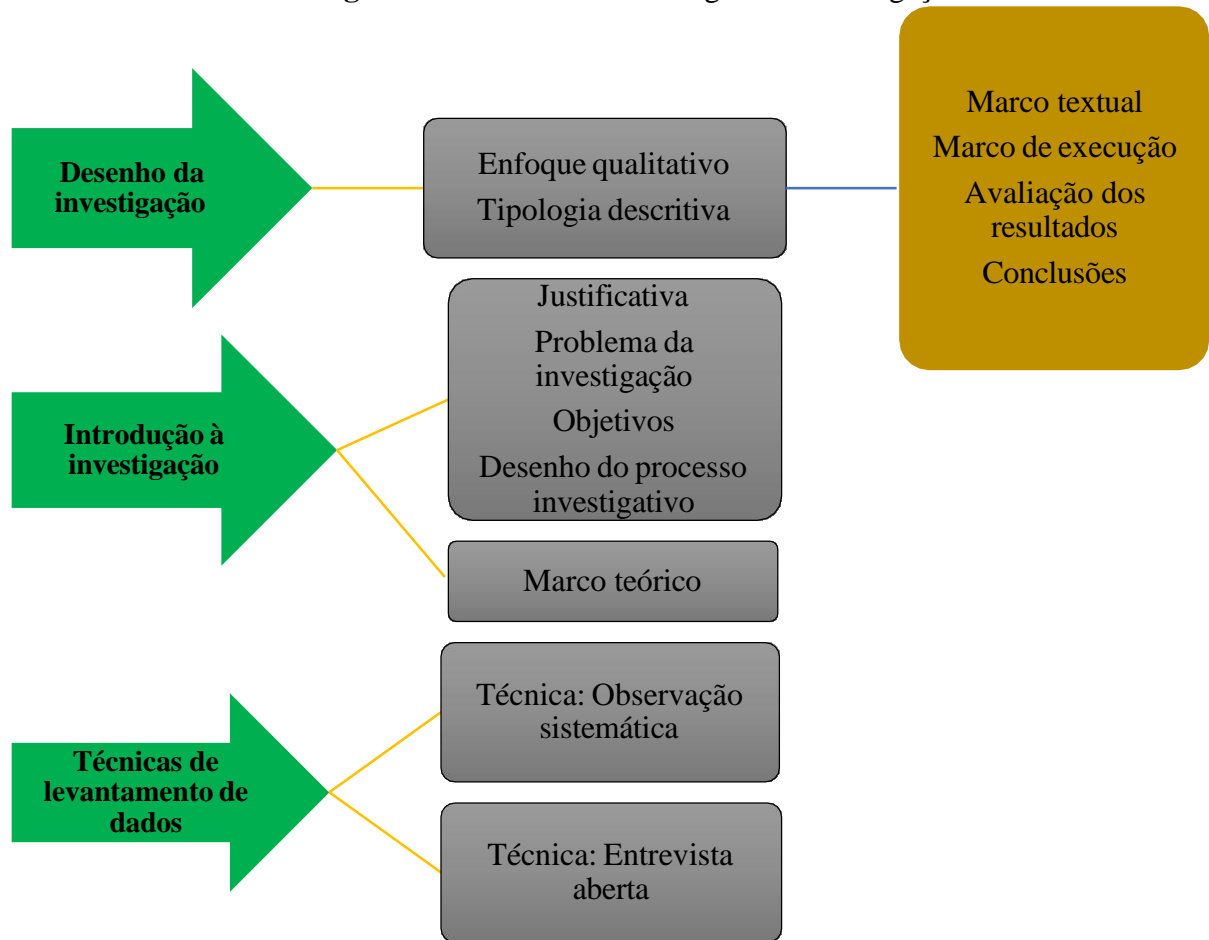 Desenho da
investigação
Enfoque qualitativo
Tipologia descritiva
Marco textual
Marco de execução
Avaliação dos
resultados
Conclusões
Introdução à
investigação
Justificativa
Problema da
investigação
Objetivos
Desenho do processo
investigativo
Marco teórico
Técnicas de
levantamento de
dados
Técnica: Observação
sistemática
Técnica: Entrevista
aberta